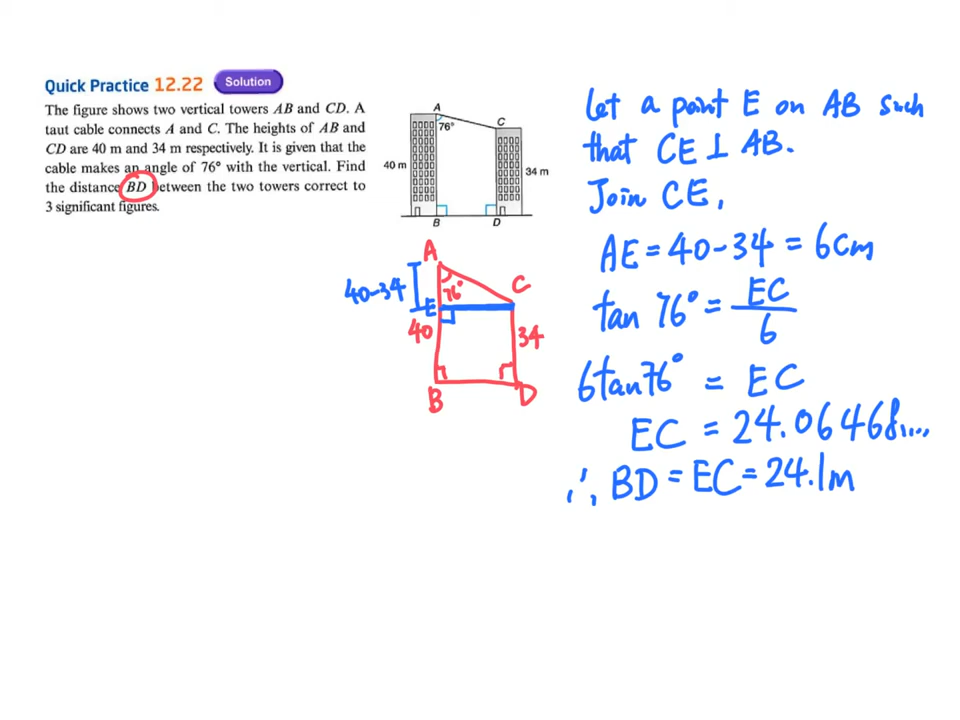 Quick Practice 12.22 Solution
The figure shows two vertical towers AB and CD. A
taut cable connects A and C. The heights of AB and
CD are 40 m and 34 m respectively. It is given that the
cable makes an angle of 76° with the vertical. Find
the distance BD between the two towers correct to
3 significant figures.
A
76°
C
40 m
34 m
B
D
A
40-34
76°
C
E
40
34
B
D
Let a point E on AB such
that CE ⊥ AB.
Join CE,
AE = 40-34 = 6cm
tan 76° = EC/6
6tan76° = EC
EC = 24.06468....
∴ BD = EC = 24.1m